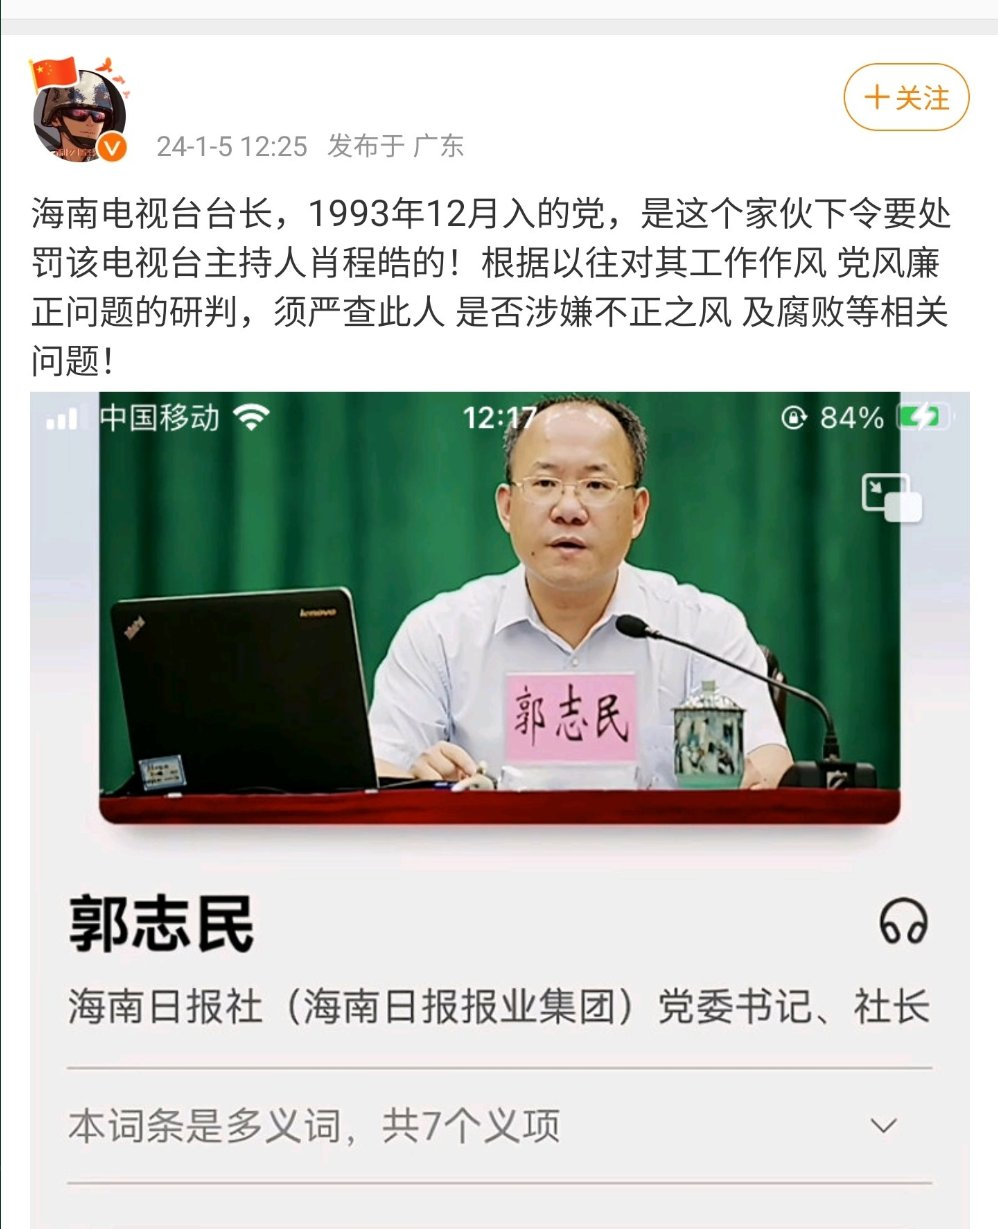 24-1-5 12:25 发布于 广东
十关注
海南电视台台长，1993年12月入的党，是这个家伙下令要处
罚该电视台主持人肖程皓的！根据以往对其工作作风 党风廉
正问题的研判，须严查此人 是否涉嫌不正之风 及腐败等相关
问题！
中国移动
12:17
84%
lenovo
ThinkPad
郭志民
郭志民
海南日报社（海南日报报业集团）党委书记、社长
本词条是多义词，共7个义项